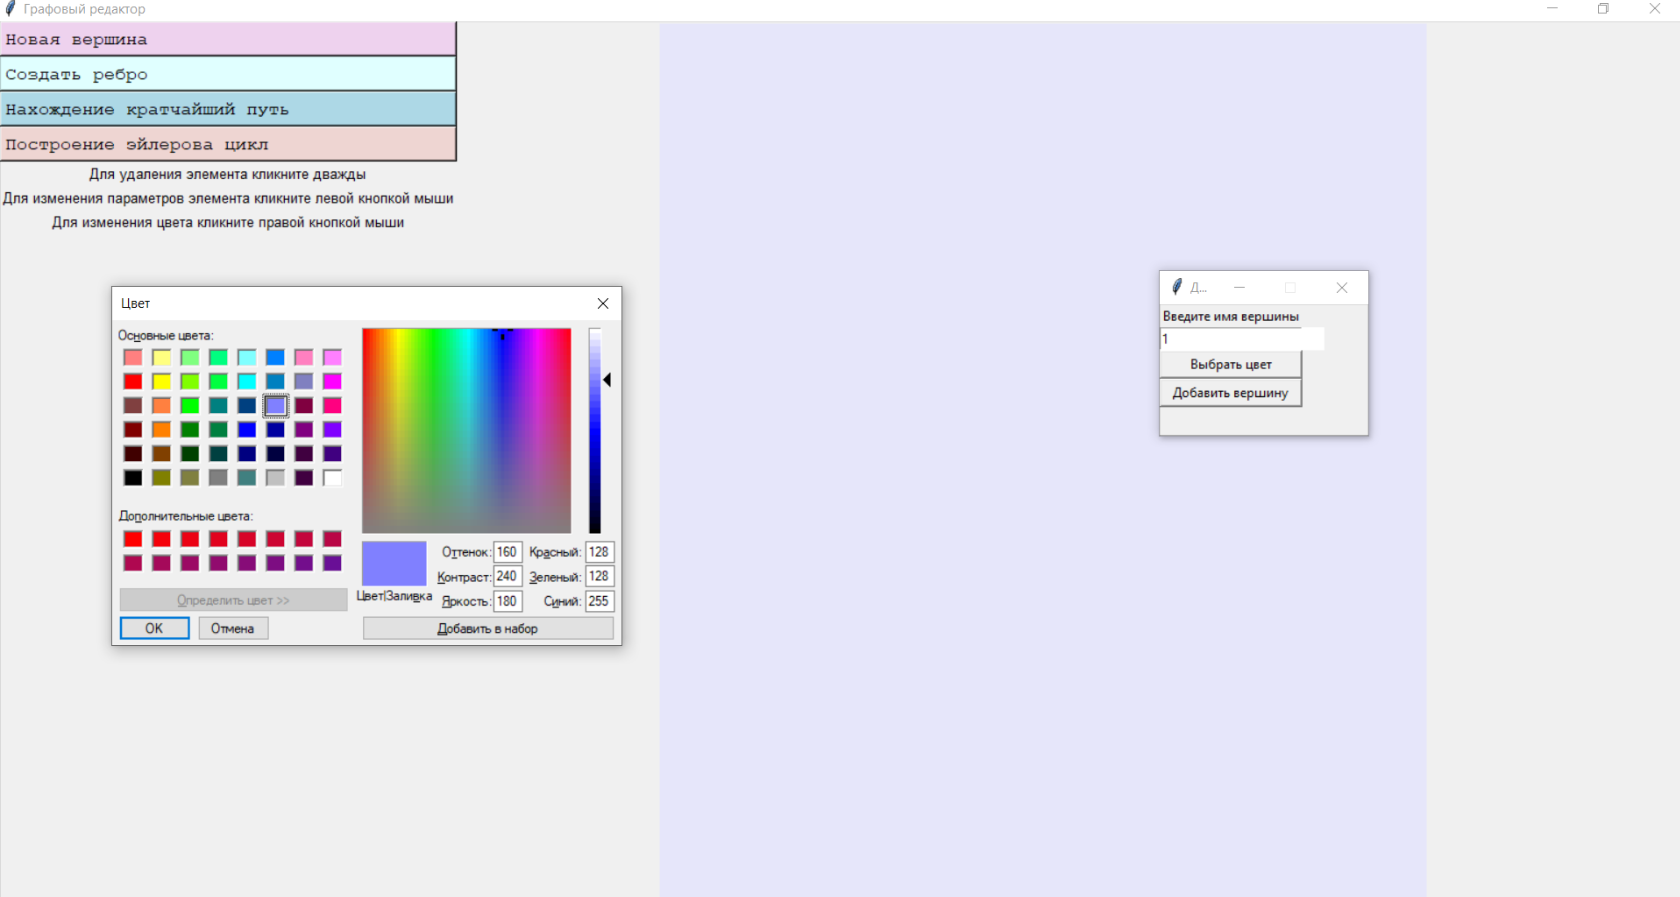 Графовый редактор
Новая вершина
Создать ребро
Нахождение кратчайший путь
Построение эйлерова цикл
Для удаления элемента кликните дважды
Для изменения параметров элемента кликните левой кнопкой мыши
Для изменения цвета кликните правой кнопкой мыши
Цвет
Основные цвета:
Дополнительные цвета:
Определить цвет >>
OK
Отмена
Цвет|Заливка
Оттенок: 160
Контраст: 240
Яркость: 180
Красный: 128
Зеленый: 128
Синий: 255
Добавить в набор
Д...
Введите имя вершины
1
Выбрать цвет
Добавить вершину